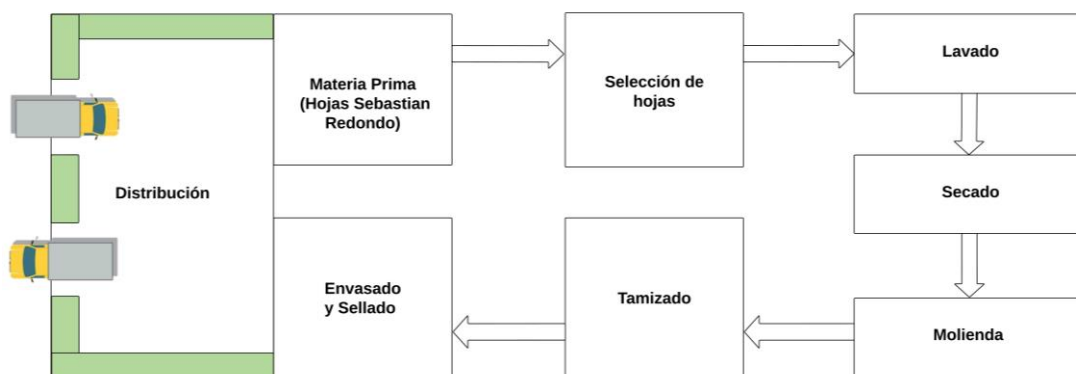 Materia Prima
(Hojas Sebastian
Redondo)
Selección de
hojas
Lavado
Distribución
Secado
Envasado
y Sellado
Tamizado
Molienda